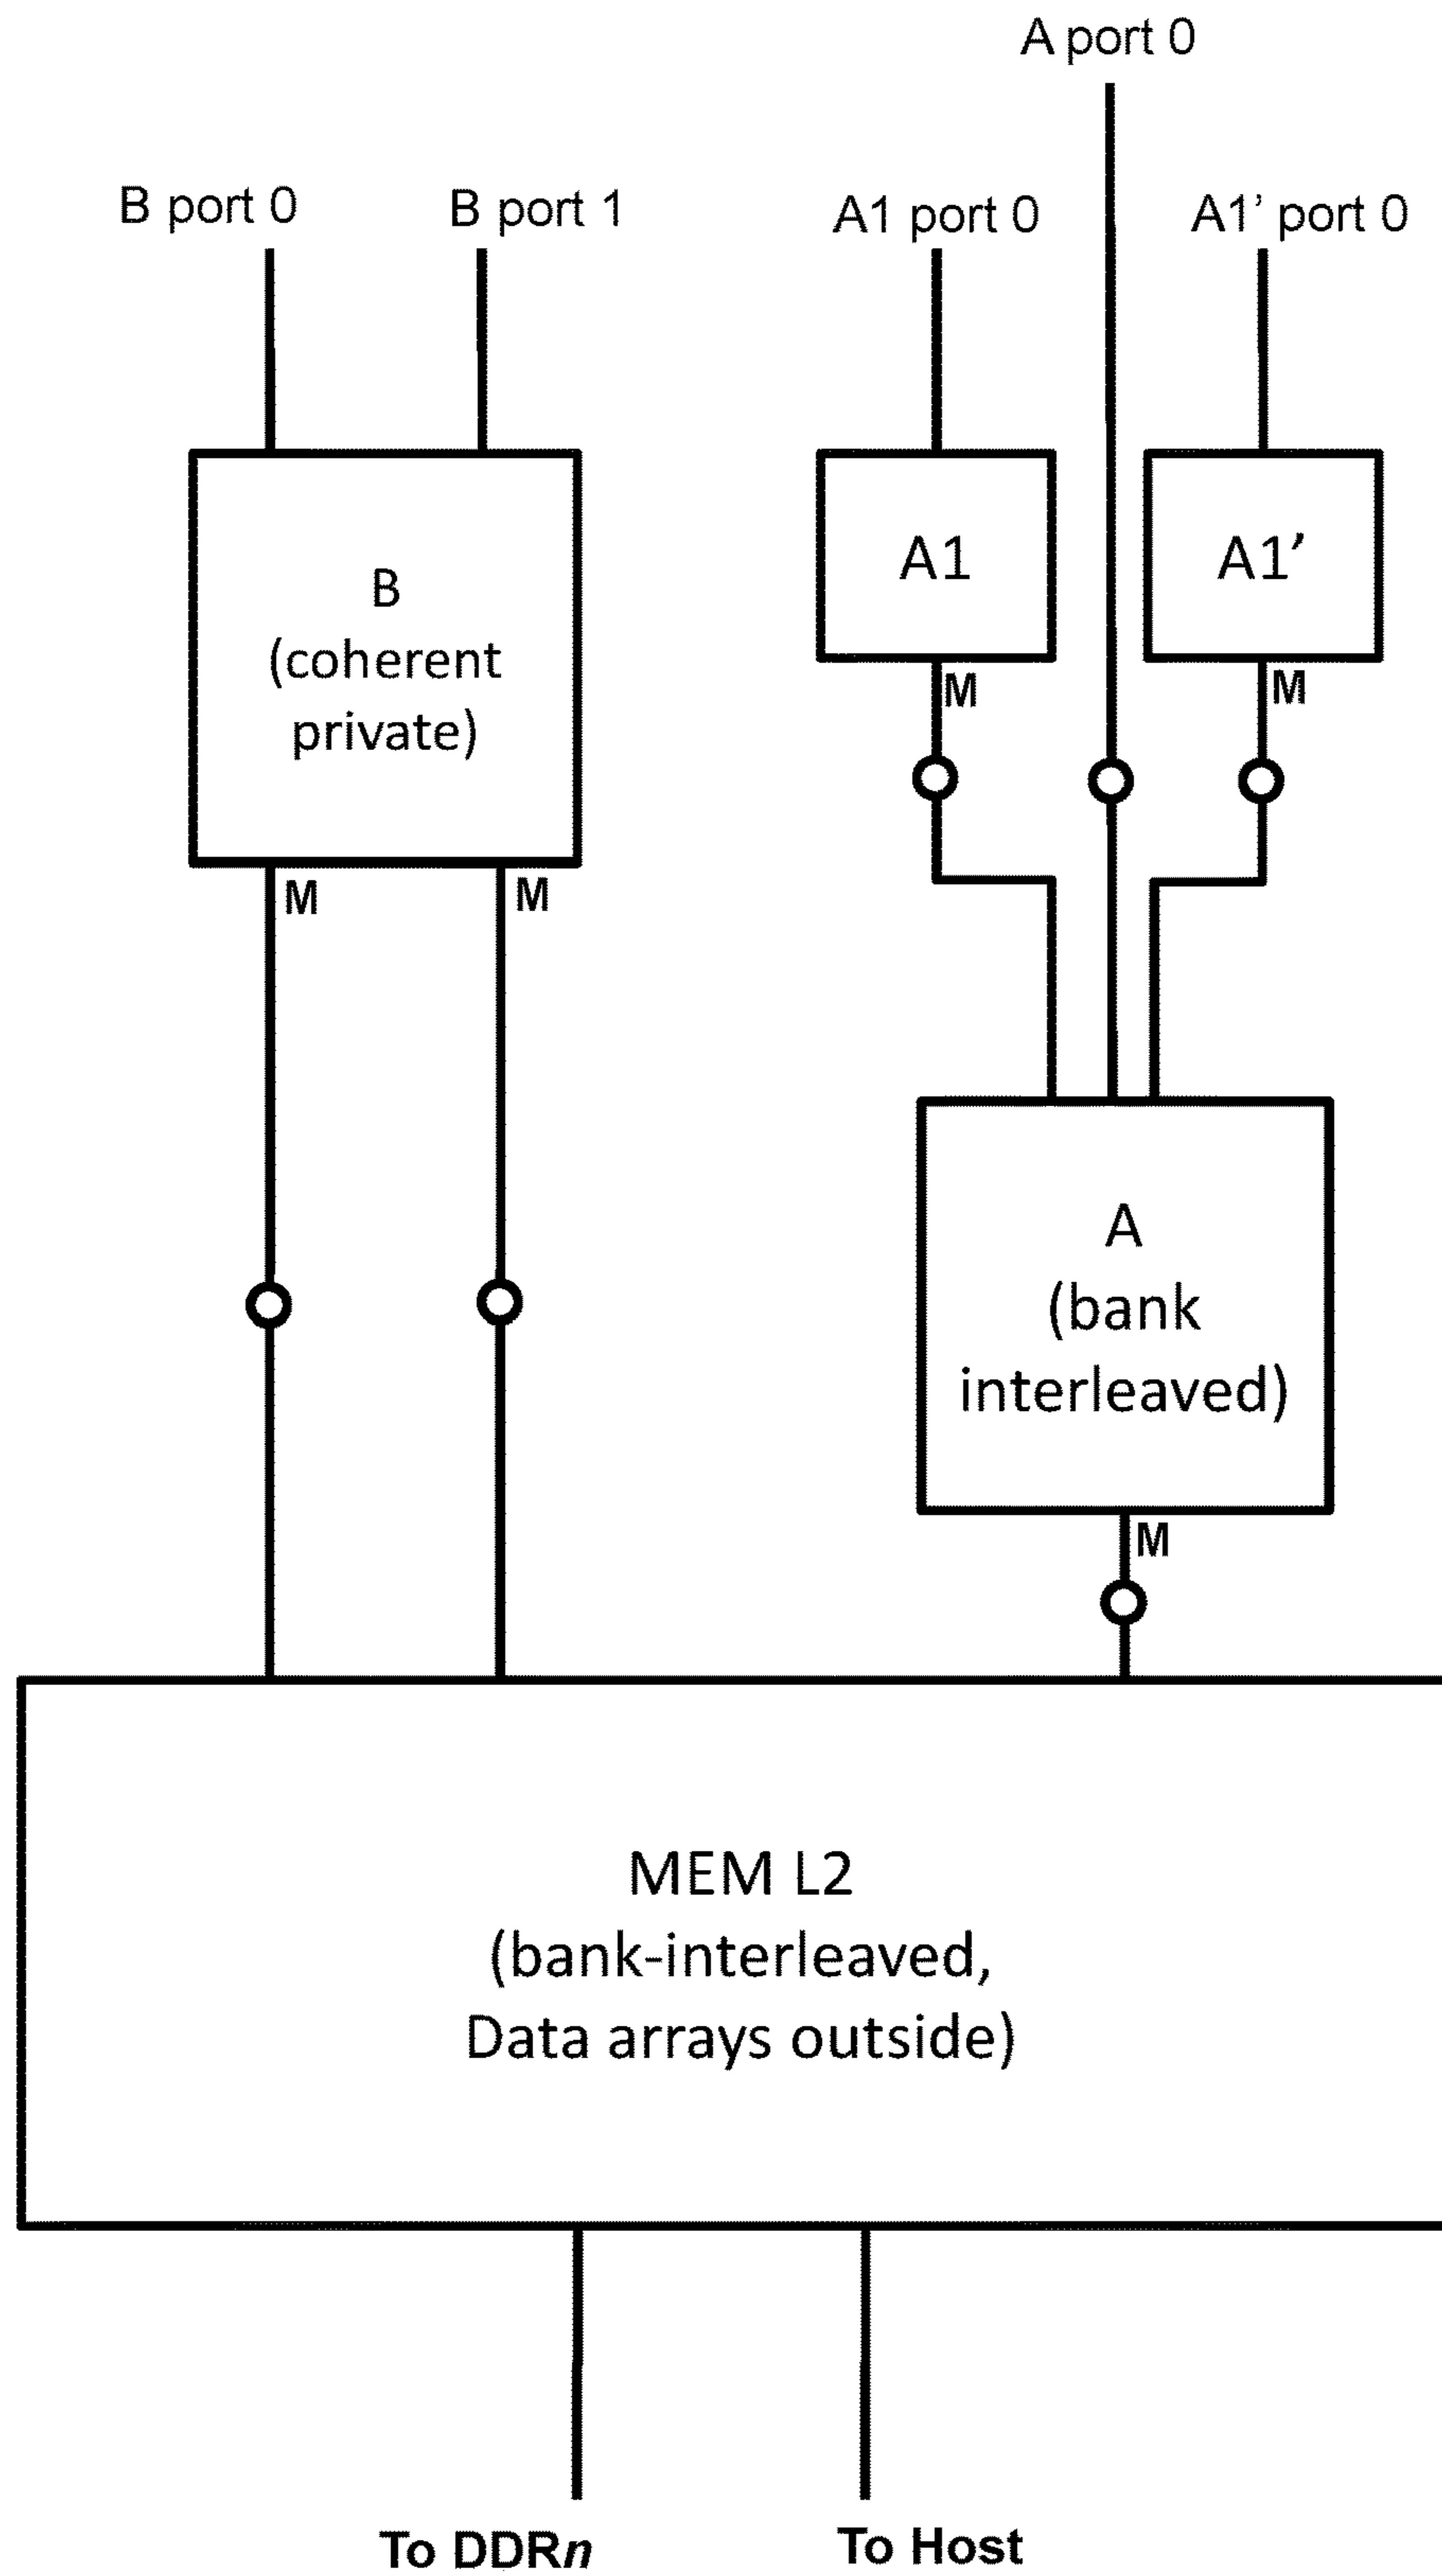 A port 0
B port 0
B port 1
A1 port 0
A1’ port 0
B
(coherent
private)
A1
A1’
M
M
M
M
A
(bank
interleaved)
M
MEM L2
(bank-interleaved,
Data arrays outside)
To DDRn
To Host